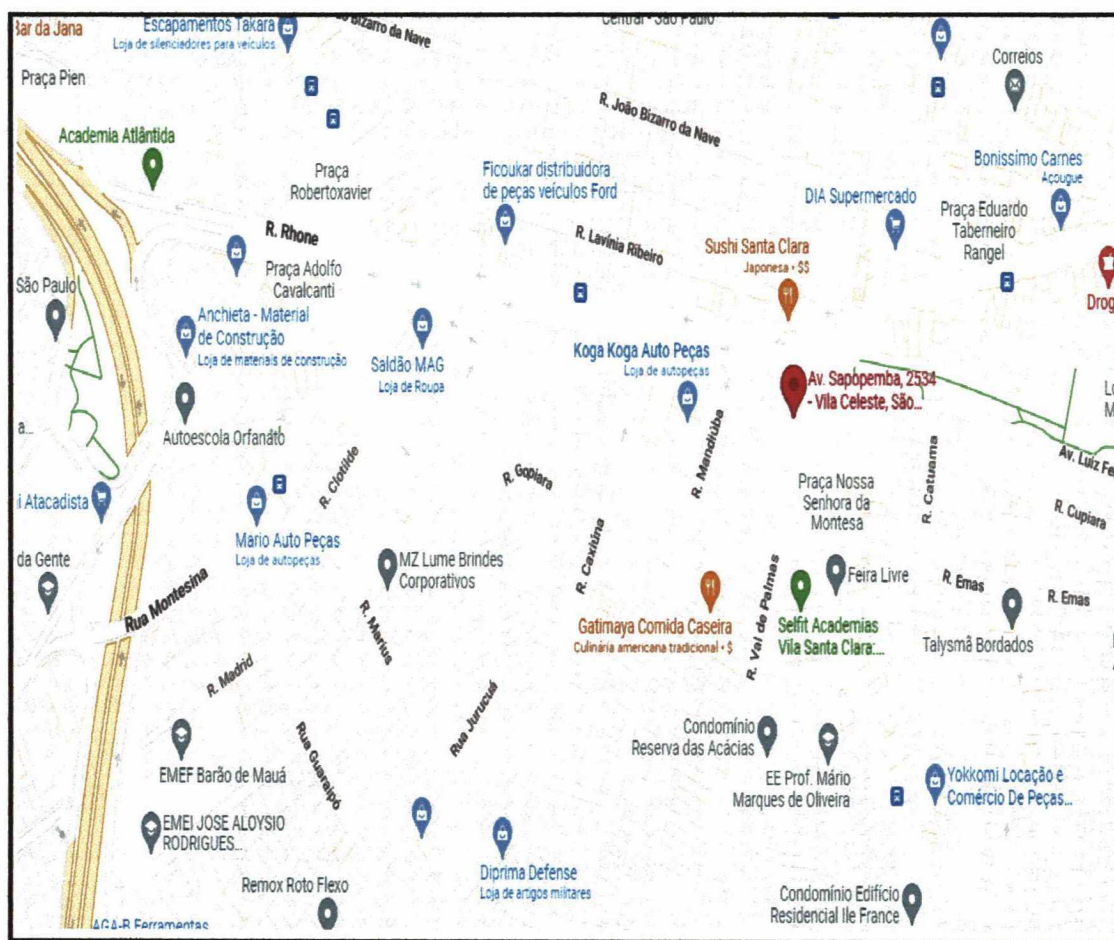 Bar da Jana
Escapamentos Takara
Loja de silenciadores para veículos
Bizarro da Nave
Central - São Paulo
Correios
Praça Pien
R. João Bizarro da Nave
Academia Atlântida
Praça
Robertoxavier
Ficoukar distribuidora
de peças veículos Ford
DIA Supermercado
Bonissimo Carnes
Açougue
Praça Eduardo
Taberneiro
Rangel
R. Rhone
R. Lavínia Ribeiro
Sushi Santa Clara
Japonesa • $$
Praça Adolfo
Cavalcanti
São Paulo
Drog
Anchieta - Material
de Construção
Loja de materiais de construção
Saldão MAG
Loja de Roupa
Koga Koga Auto Peças
Loja de autopeças
Av. Sapopemba, 2534
- Vila Celeste, São...
Lo
M
a...
Autoescola Orfanato
R. Clotilde
R. Gopiara
R. Mandiúba
Praça Nossa
Senhora da
Montesa
R. Catuama
Av. Luiz Fe
R. Cupiara
i Atacadista
Mario Auto Peças
Loja de autopeças
MZ Lume Brindes
Corporativos
R. Caxiúna
da Gente
Rua Montesina
R. Marius
Gatimaya Comida Caseira
Culinária americana tradicional • $
R. Val de Palmas
Feira Livre
Selfit Academias
Vila Santa Clara:...
R. Emas
R. Emas
Talysmã Bordados
R. Madrid
Rua Jurucuá
Rua Guaraipó
EMEF Barão de Mauá
Condomínio
Reserva das Acácias
EE Prof. Mário
Marques de Oliveira
Yokkomi Locação e
Comércio De Peças...
EMEI JOSE ALOYSIO
RODRIGUES...
Diprima Defense
Loja de artigos militares
Remox Roto Flexo
Condomínio Edifício
Residencial Ile France
AGA-B Ferramentas